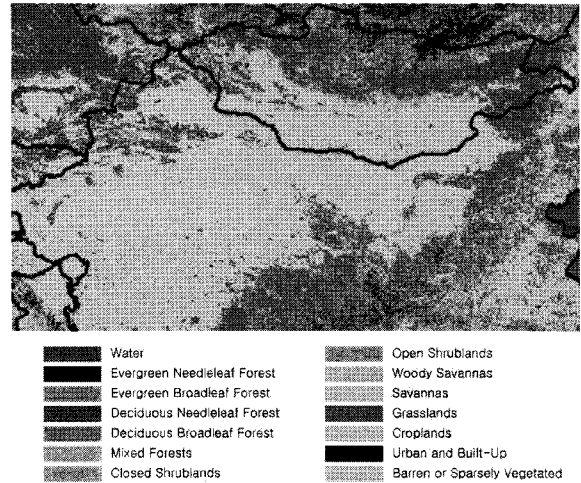 Water
Evergreen Needleleaf Forest
Evergreen Broadleaf Forest
Deciduous Needleleaf Forest
Deciduous Broadleaf Forest
Mixed Forests
Closed Shrublands
Open Shrublands
Woody Savannas
Savannas
Grasslands
Croplands
Urban and Built-Up
Barren or Sparsely Vegetated